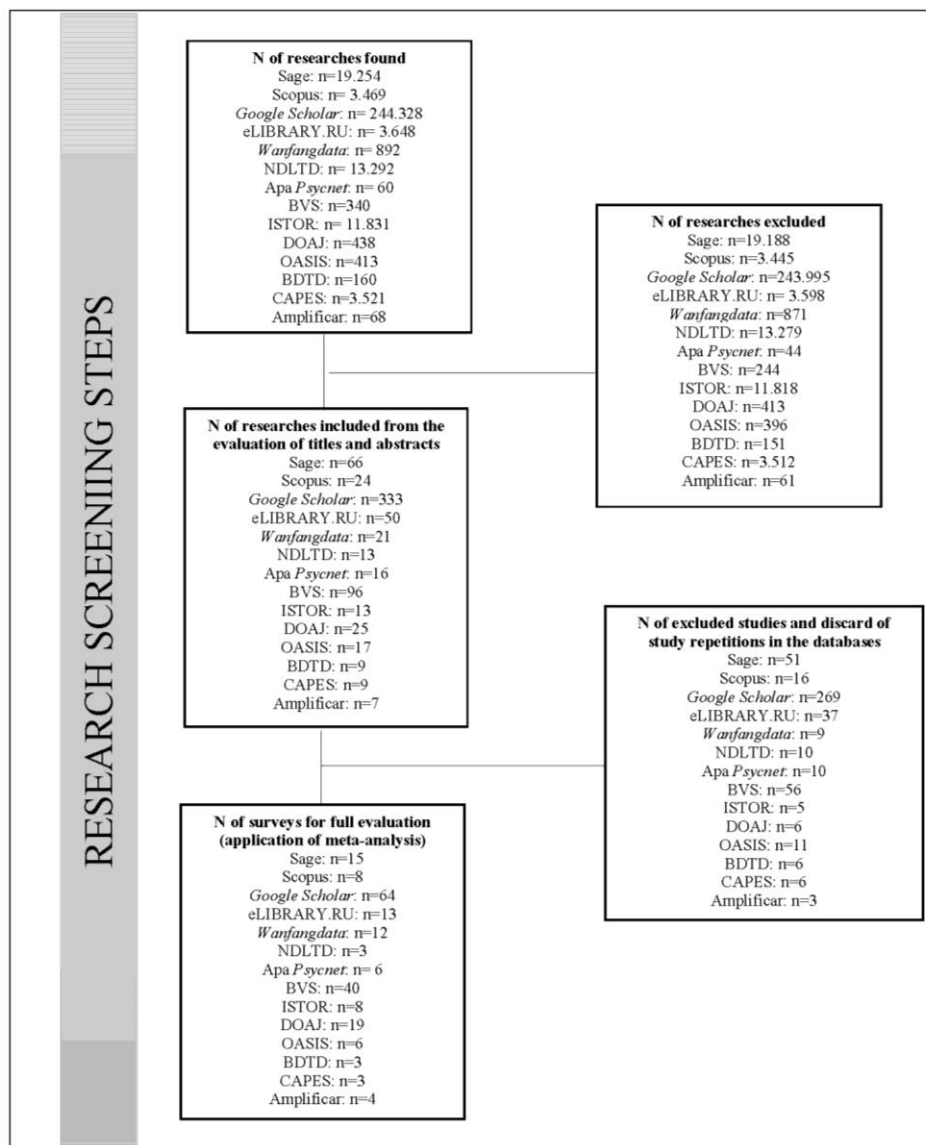 RESEARCH SCREENING STEPS
N of researches found
Sage: n=19.254
Scopus: n= 3.469
Google Scholar: n= 244.328
eLIBRARY.RU: n= 3.648
Wanfangdata: n= 892
NDLTD: n= 13.292
Apa Psycnet: n= 60
BVS: n=340
ISTOR: n= 11.831
DOAJ: n=438
OASIS: n=413
BDTD: n=160
CAPES: n=3.521
Amplificar: n=68
N of researches excluded
Sage: n=19.188
Scopus: n=3.445
Google Scholar: n=243.995
eLIBRARY.RU: n= 3.598
Wanfangdata: n=871
NDLTD: n=13.279
Apa Psycnet: n=44
BVS: n=244
ISTOR: n=11.818
DOAJ: n=413
OASIS: n=396
BDTD: n=151
CAPES: n=3.512
Amplificar: n=61
N of researches included from the
evaluation of titles and abstracts
Sage: n=66
Scopus: n=24
Google Scholar: n=333
eLIBRARY.RU: n=50
Wanfangdata: n=21
NDLTD: n=13
Apa Psycnet: n=16
BVS: n=96
ISTOR: n=13
DOAJ: n=25
OASIS: n=17
BDTD: n=9
CAPES: n=9
Amplificar: n=7
N of excluded studies and discard of
study repetitions in the databases
Sage: n=51
Scopus: n=16
Google Scholar: n=269
eLIBRARY.RU: n=37
Wanfangdata: n=9
NDLTD: n=10
Apa Psycnet: n=10
BVS: n=56
ISTOR: n=5
DOAJ: n=6
OASIS: n=11
BDTD: n=6
CAPES: n=6
Amplificar: n=3
N of surveys for full evaluation
(application of meta-analysis)
Sage: n=15
Scopus: n=8
Google Scholar: n=64
eLIBRARY.RU: n=13
Wanfangdata: n=12
NDLTD: n=3
Apa Psycnet: n= 6
BVS: n=40
ISTOR: n=8
DOAJ: n=19
OASIS: n=6
BDTD: n=3
CAPES: n=3
Amplificar: n=4